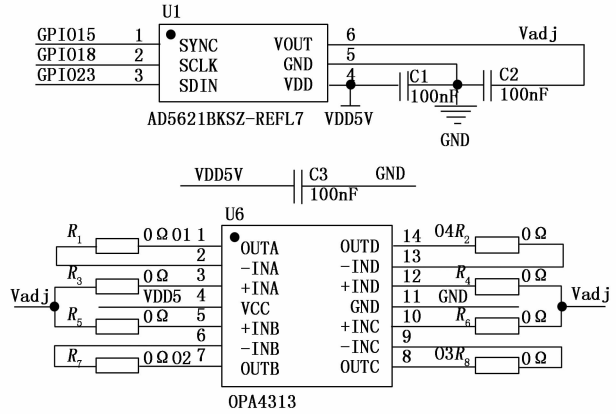 U1
GPIO15 1 SYNC VOUT 6 Vadj
GPIO18 2 SCLK GND 5
GPIO23 3 SDIN VDD 4 C1 C2
100nF 100nF
AD5621BKSZ-REFL7 VDD5V
GND
VDD5V C3 GND
100nF
U6
R1 0Ω O1 1 OUTA OUTD 14 O4 R2 0Ω
2 -INA -IND 13
R3 0Ω 3 +INA +IND 12 R4 0Ω
Vadj VDD5 4 VCC GND 11 GND Vadj
R5 0Ω 5 +INB +INC 10 R6 0Ω
6 -INB -INC 9
R7 0Ω O2 7 OUTB OUTC 8 O3 R8 0Ω
OPA4313